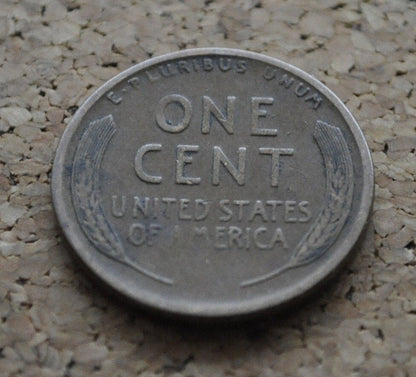 E·PLURIBUS UNUM
ONE
CENT
UNITED STATES
OF AMERICA